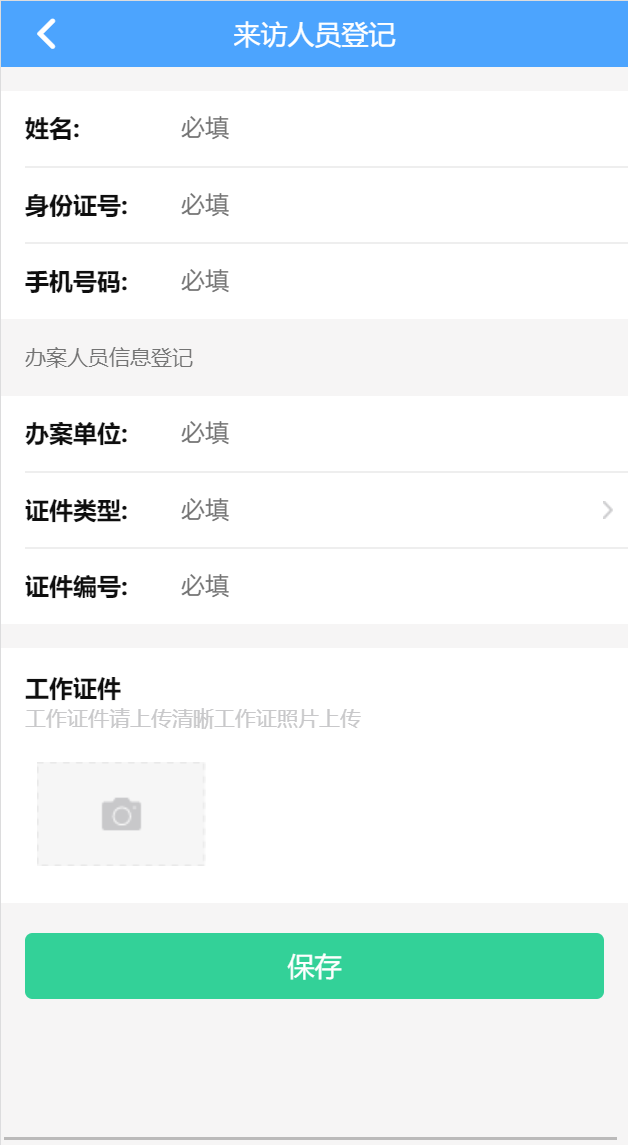 来访人员登记
姓名: 必填
身份证号: 必填
手机号码: 必填
办案人员信息登记
办案单位: 必填
证件类型: 必填
证件编号: 必填
工作证件
工作证件请上传清晰工作证照片上传
保存